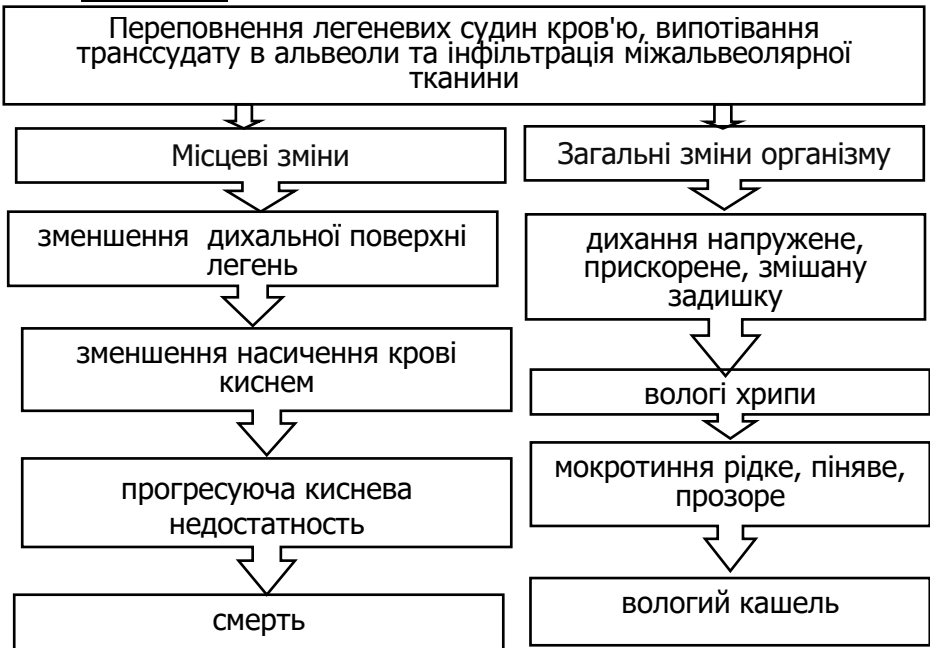 Переповнення легеневих судин кров'ю, випотівання
транссудату в альвеоли та інфільтрація міжальвеолярної
тканини
Місцеві зміни
Загальні зміни організму
зменшення дихальної поверхні
легень
дихання напружене,
прискорене, змішану
задишку
зменшення насичення крові
киснем
вологі хрипи
прогресуюча киснева
недостатность
мокротиння рідке, піняве,
прозоре
смерть
вологий кашель